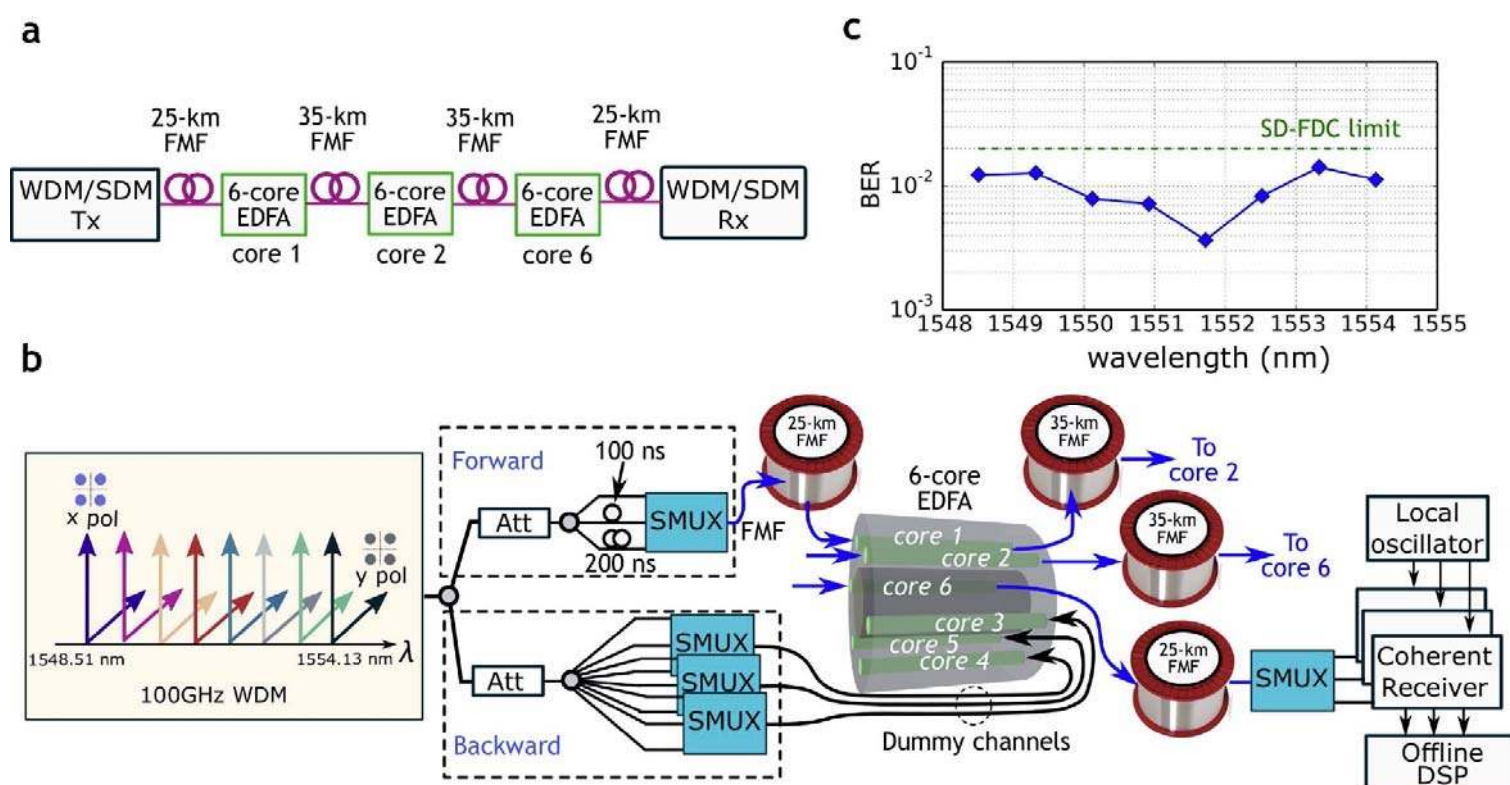 a
25-km
FMF
35-km
FMF
35-km
FMF
25-km
FMF
WDM/SDM
Tx
6-core
EDFA
6-core
EDFA
6-core
EDFA
WDM/SDM
Rx
core 1
core 2
core 6
c
10-1
10-2
10-3
BER
SD-FDC limit
1548
1549
1550
1551
1552
1553
1554
1555
wavelength (nm)
b
x pol
y pol
1548.51 nm
1554.13 nm
λ
100GHz WDM
Forward
Att
100 ns
200 ns
SMUX
FMF
Att
SMUX
SMUX
SMUX
Backward
25-km
FMF
6-core
EDFA
core 1
core 2
core 6
core 3
core 5
core 4
Dummy channels
35-km
FMF
To
core 2
35-km
FMF
To
core 6
25-km
FMF
SMUX
Local
oscillator
Coherent
Receiver
Offline
DSP